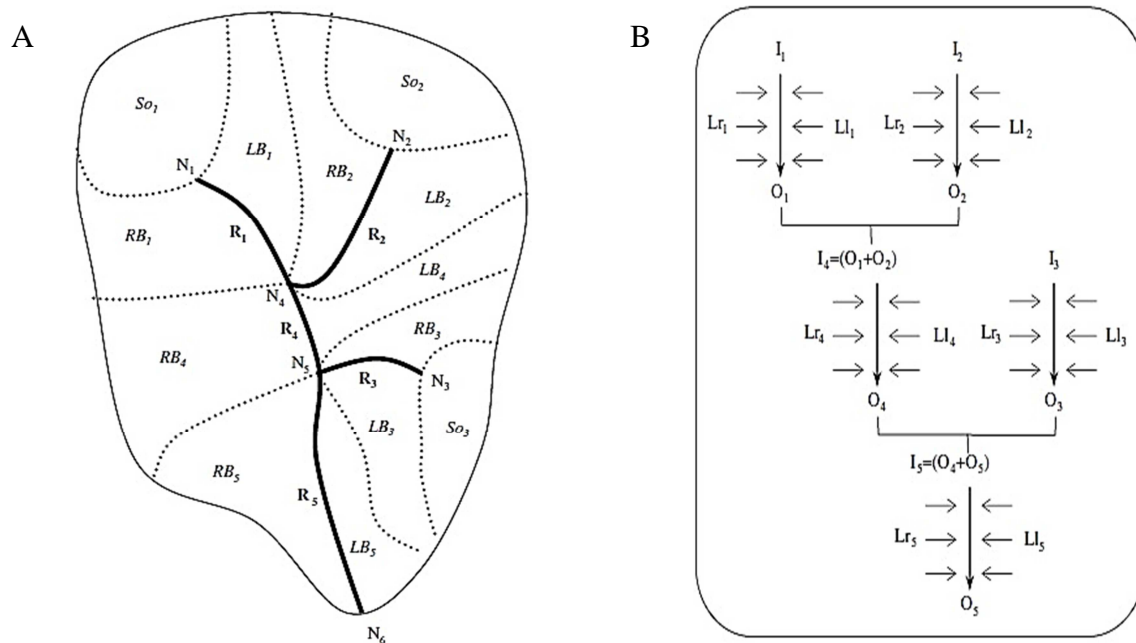 A
So₁
So₂
N₂
LB₁
N₁
RB₂
LB₂
RB₁
R₁
R₂
LB₄
N₄
R₄
RB₃
RB₄
N₅
R₃
N₃
LB₃
So₃
RB₅
R₅
LB₅
N₆
B
I₁ I₂
Lr₁ Ll₁ Lr₂ Ll₂
O₁ O₂
I₄=(O₁+O₂) I₃
Lr₄ Ll₄ Lr₃ Ll₃
O₄ O₃
I₅=(O₄+O₅)
Lr₅ Ll₅
O₅